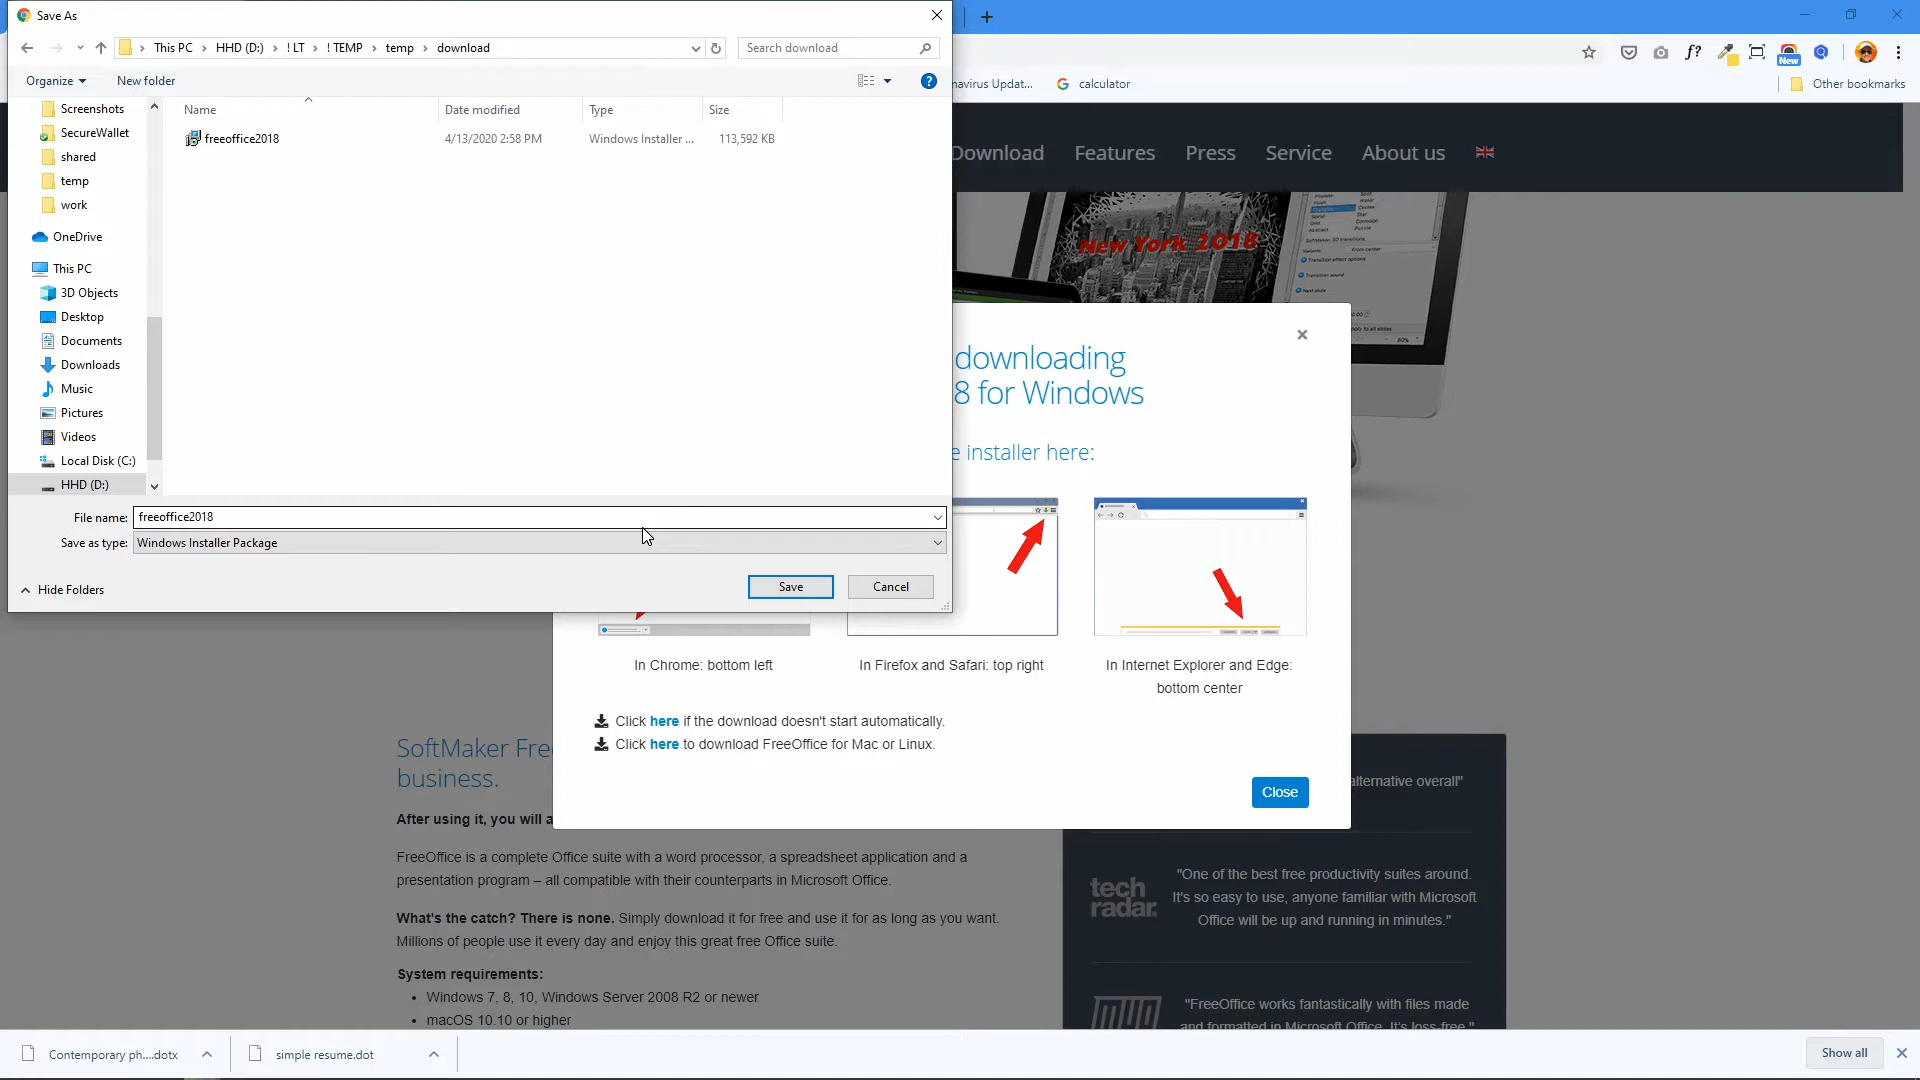 Save As
This PC
HHD (D:)
! LT
! TEMP
temp
download
Search download
Organize
New folder
Name
Date modified
Type
Size
freeoffice2018
4/13/2020 2:58 PM
Windows Installer ...
113,592 KB
Screenshots
SecureWallet
shared
temp
work
OneDrive
This PC
3D Objects
Desktop
Documents
Downloads
Music
Pictures
Videos
Local Disk (C:)
HHD (D:)
File name:
freeoffice2018
Save as type:
Windows Installer Package
Hide Folders
Save
Cancel
f?
New
navirus Updat...
calculator
Other bookmarks
Download
Features
Press
Service
About us
New York 2018
downloading
8 for Windows
e installer here:
In Chrome: bottom left
In Firefox and Safari: top right
In Internet Explorer and Edge:
bottom center
Click here if the download doesn't start automatically.
Click here to download FreeOffice for Mac or Linux.
Close
SoftMaker Fre
business.
After using it, you will a
FreeOffice is a complete Office suite with a word processor, a spreadsheet application and a
presentation program – all compatible with their counterparts in Microsoft Office.
What's the catch? There is none. Simply download it for free and use it for as long as you want.
Millions of people use it every day and enjoy this great free Office suite.
System requirements:
• Windows 7, 8, 10, Windows Server 2008 R2 or newer
• macOS 10.10 or higher
alternative overall"
tech
radar.
"One of the best free productivity suites around.
It's so easy to use, anyone familiar with Microsoft
Office will be up and running in minutes."
"FreeOffice works fantastically with files made
and formatted in Microsoft Office. It's loss-free."
Contemporary ph....dotx
simple resume.dot
Show all